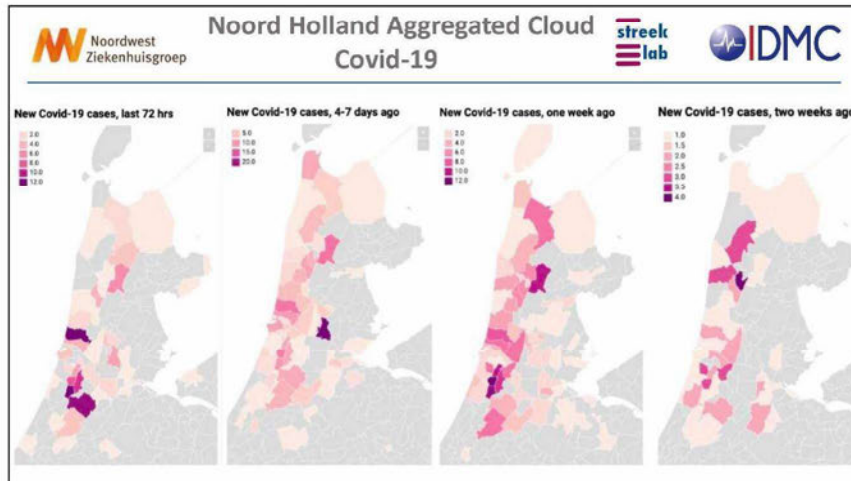 Noordwest
Ziekenhuisgroep
Noord Holland Aggregated Cloud
Covid-19
streek
lab
IDMC
New Covid-19 cases, last 72 hrs
2.0
4.0
6.0
8.0
10.0
12.0
New Covid-19 cases, 4-7 days ago
5.0
10.0
15.0
20.0
New Covid-19 cases, one week ago
2.0
4.0
6.0
8.0
10.0
12.0
New Covid-19 cases, two weeks ago
1.0
1.5
2.0
2.5
3.0
3.5
4.0